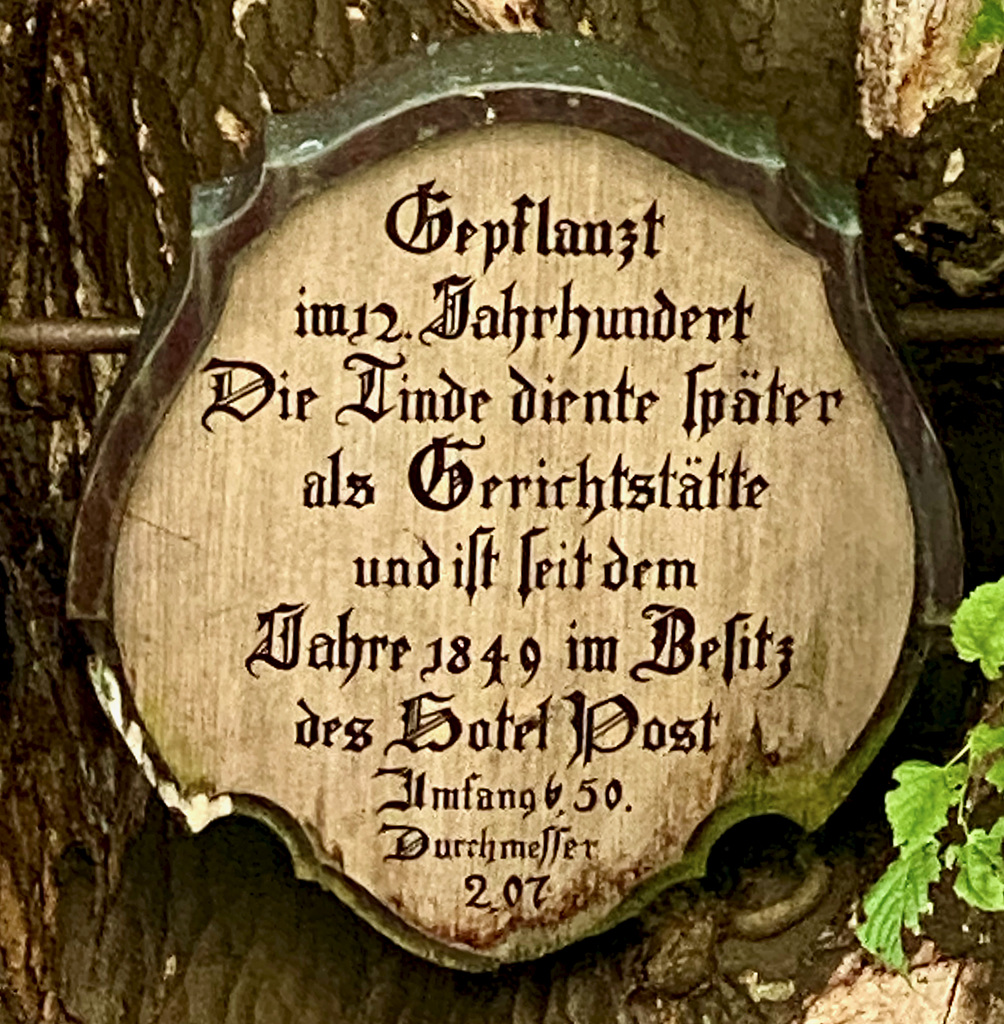 Gepflanzt
im 12. Jahrhundert
Die Linde diente später
als Gerichtstätte
und ist seit dem
Jahre 1849 im Besitz
des Hotel Post
Umfang 6,50.
Durchmesser
2,07